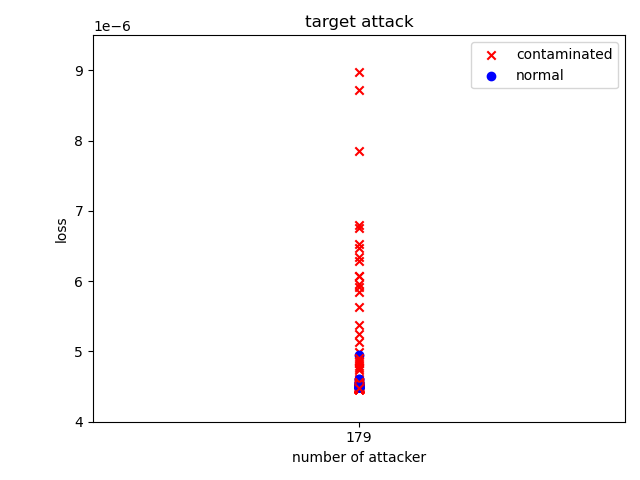 target attack
1e−6
contaminated
normal
9
8
7
6
5
4
loss
179
number of attacker